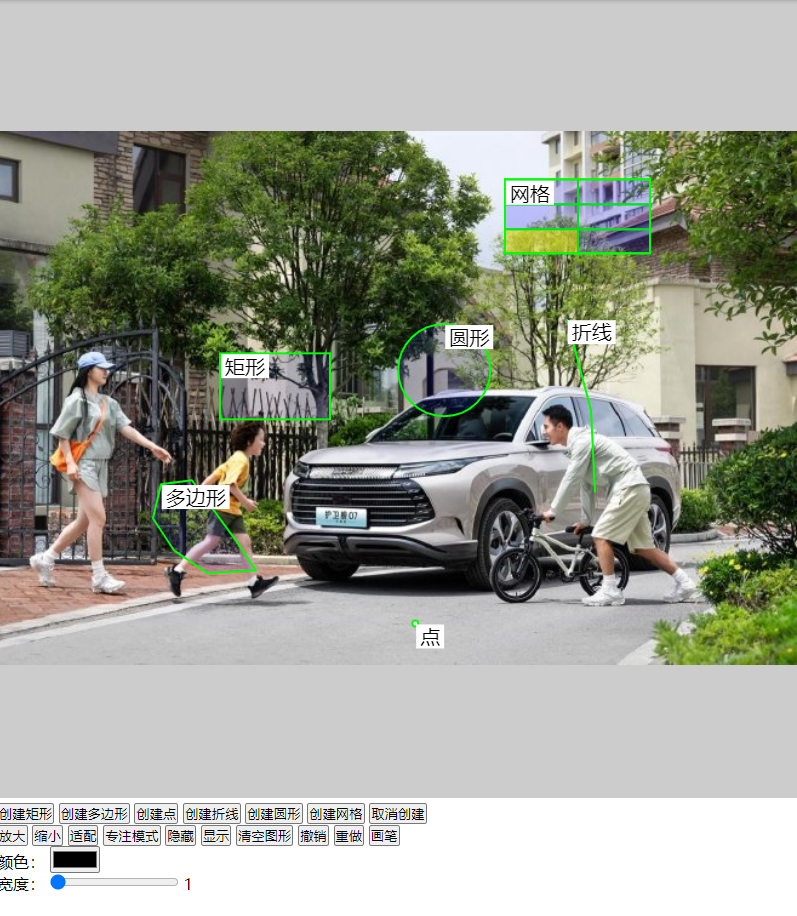 网格
折线
圆形
矩形
多边形
护卫舰07
点
创建矩形 创建多边形 创建点 创建折线 创建圆形 创建网格 取消创建
放大 缩小 适配 专注模式 隐藏 显示 清空图形 撤销 重做 画笔
颜色：
宽度： 1